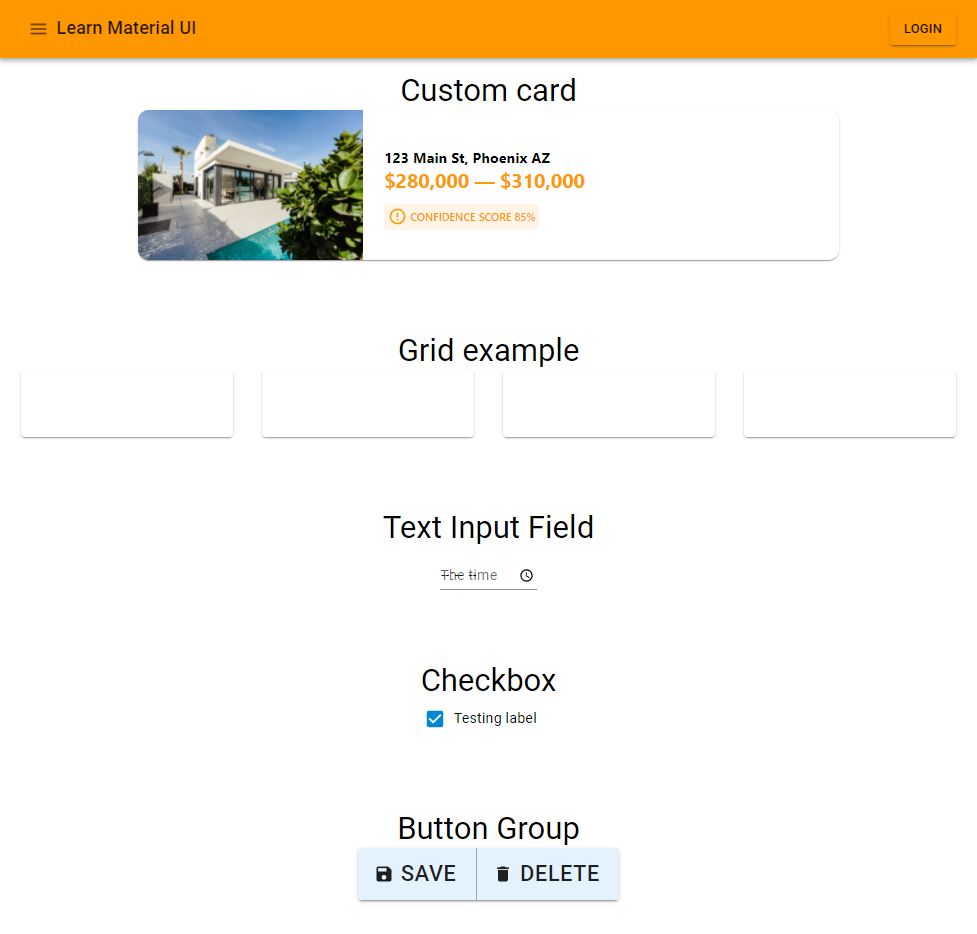 Learn Material UI
LOGIN
Custom card
123 Main St, Phoenix AZ
$280,000 — $310,000
CONFIDENCE SCORE 85%
Grid example
Text Input Field
The time
Checkbox
Testing label
Button Group
SAVE
DELETE